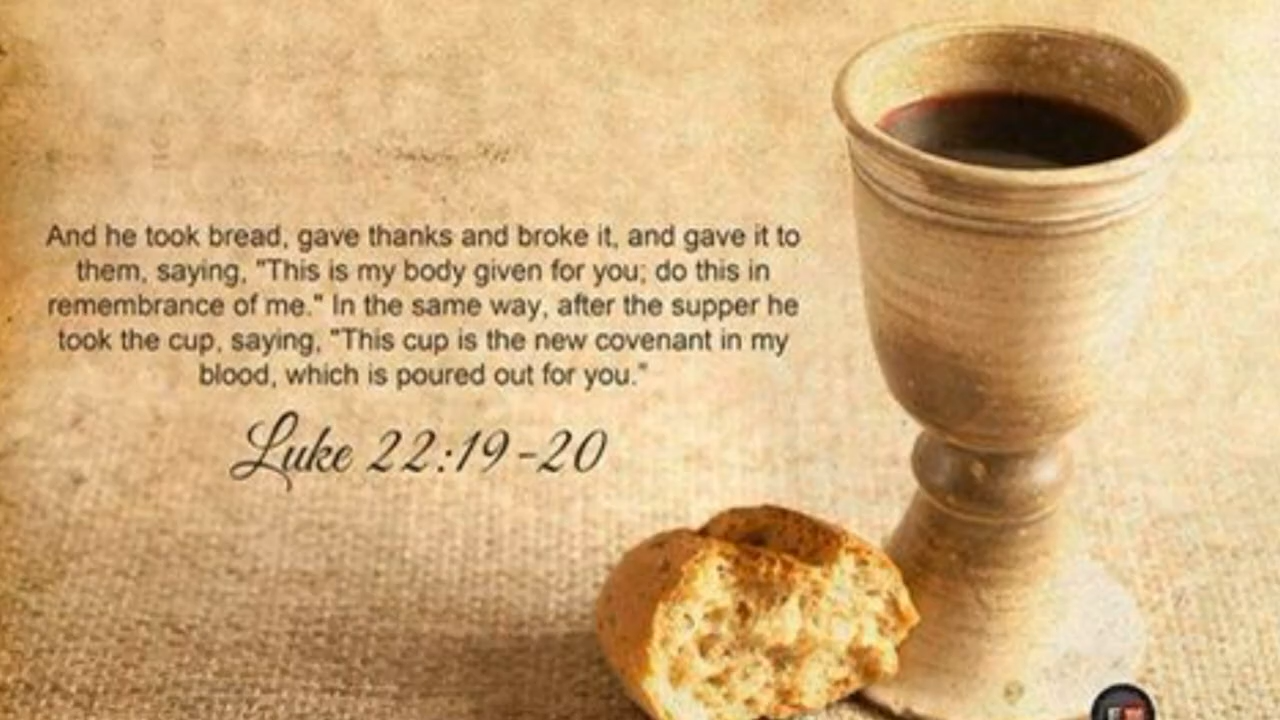 And he took bread, gave thanks and broke it, and gave it to
them, saying, "This is my body given for you; do this in
remembrance of me." In the same way, after the supper he
took the cup, saying, "This cup is the new covenant in my
blood, which is poured out for you."
Luke 22:19-20